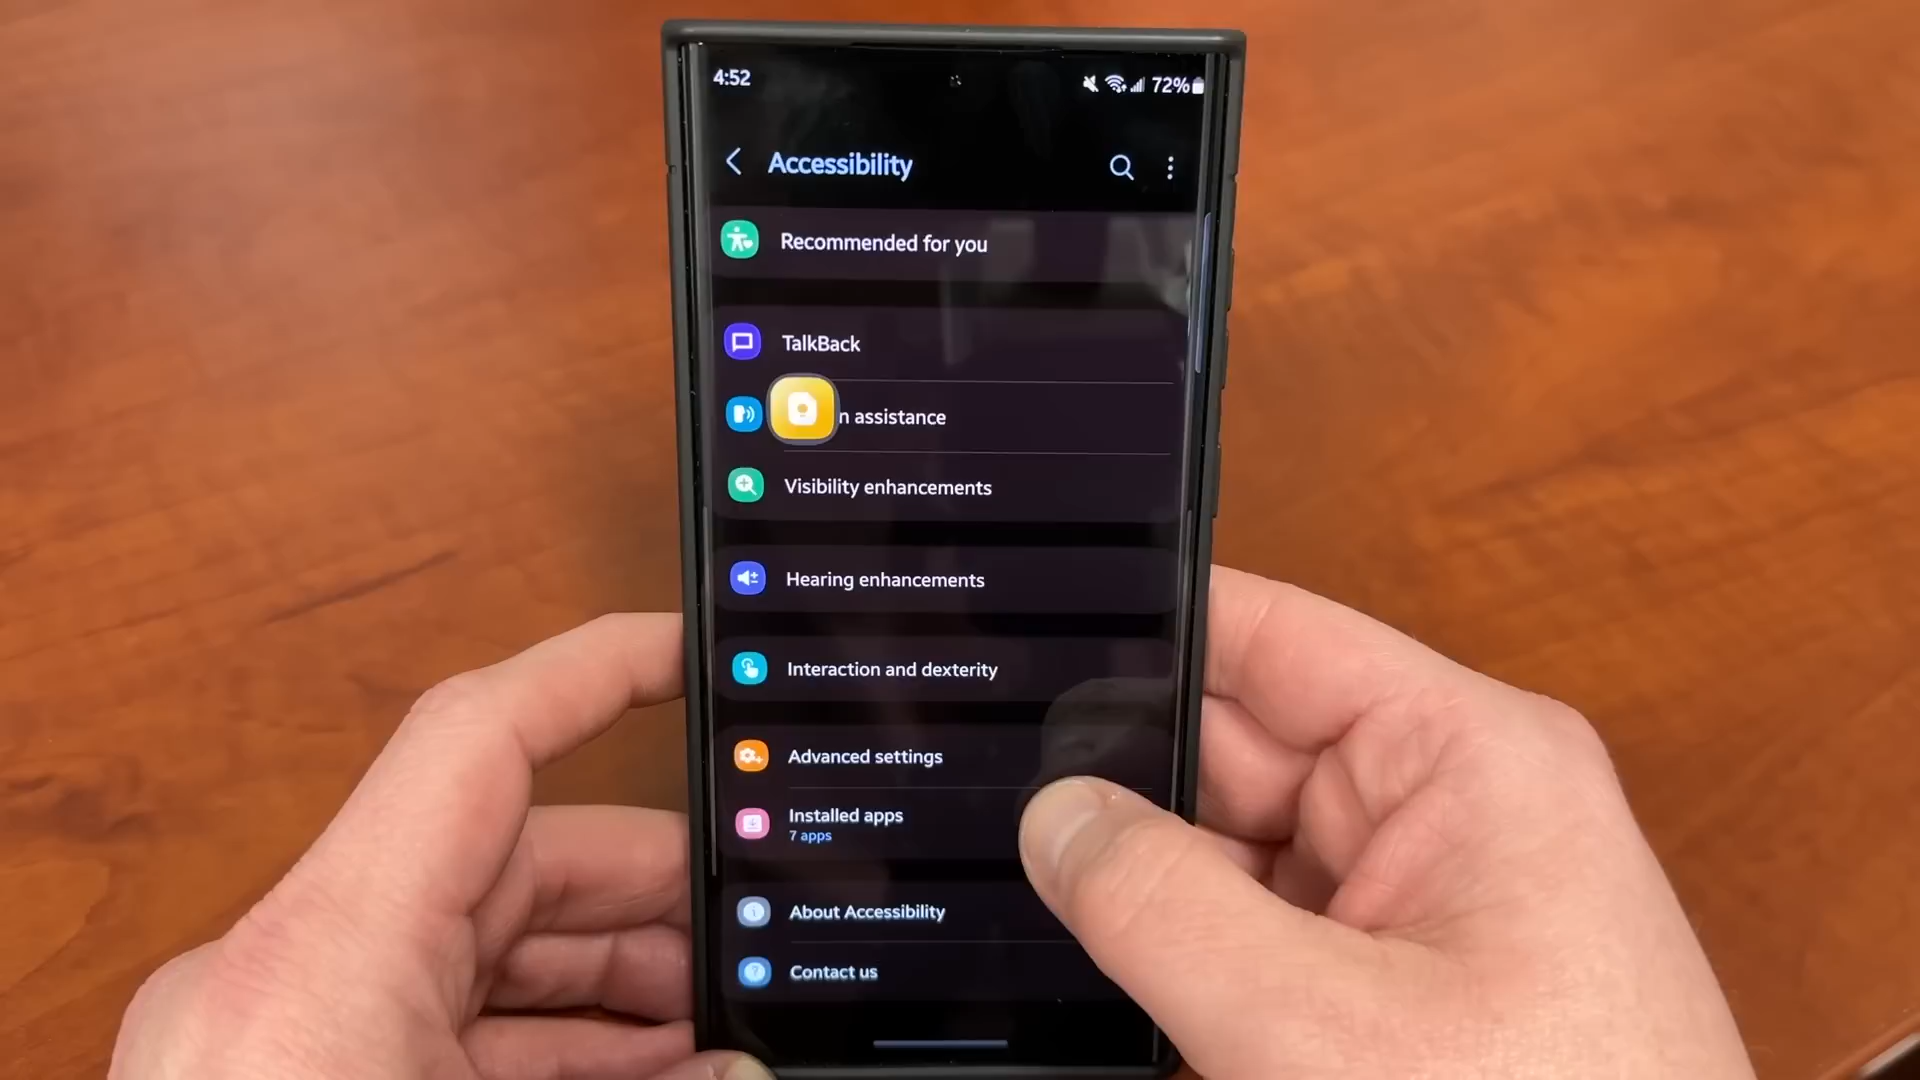 4:52
72%
Accessibility
Recommended for you
TalkBack
n assistance
Visibility enhancements
Hearing enhancements
Interaction and dexterity
Advanced settings
Installed apps
7 apps
About Accessibility
Contact us